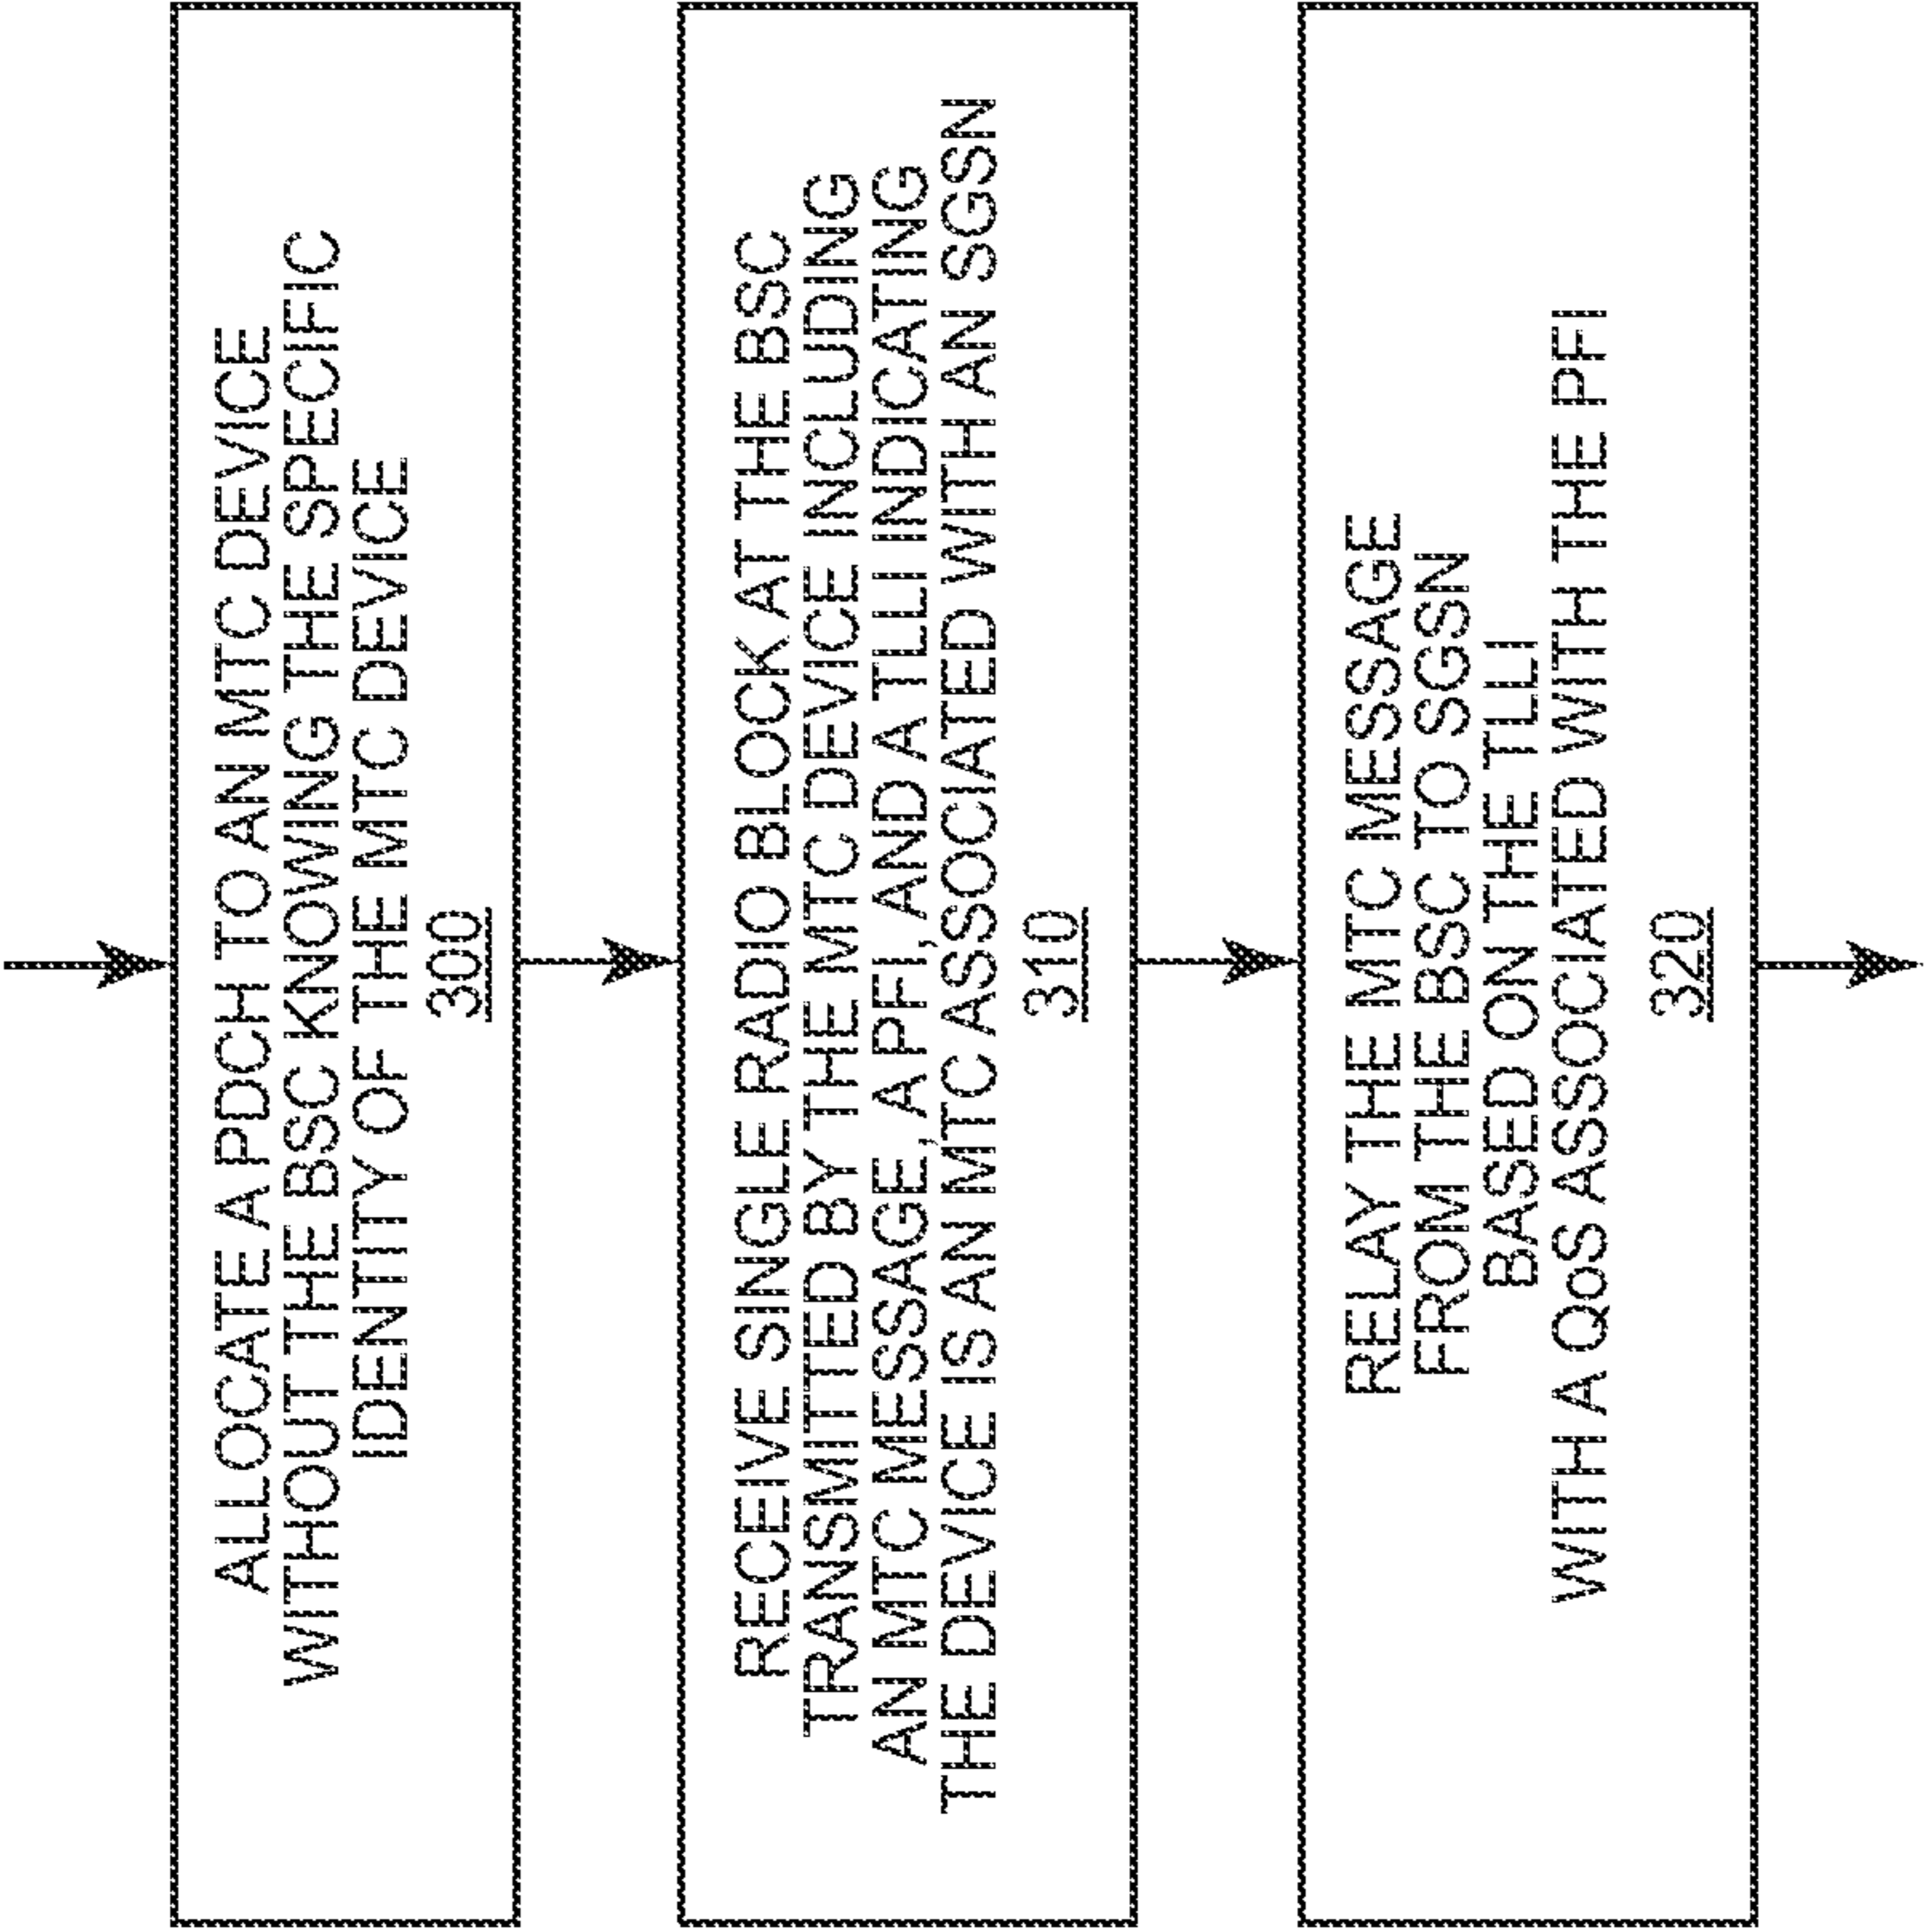 ALLOCATE A PDCH TO AN MTC DEVICE
WITHOUT THE BSC KNOWING THE SPECIFIC
IDENTITY OF THE MTC DEVICE
300
RECEIVE SINGLE RADIO BLOCK AT THE BSC
TRANSMITTED BY THE MTC DEVICE INCLUDING
AN MTC MESSAGE, A PFI, AND A TLLI INDICATING
THE DEVICE IS AN MTC ASSOCIATED WITH AN SGSN
310
RELAY THE MTC MESSAGE
FROM THE BSC TO SGSN
BASED ON THE TLLI
WITH A QoS ASSOCIATED WITH THE PFI
320